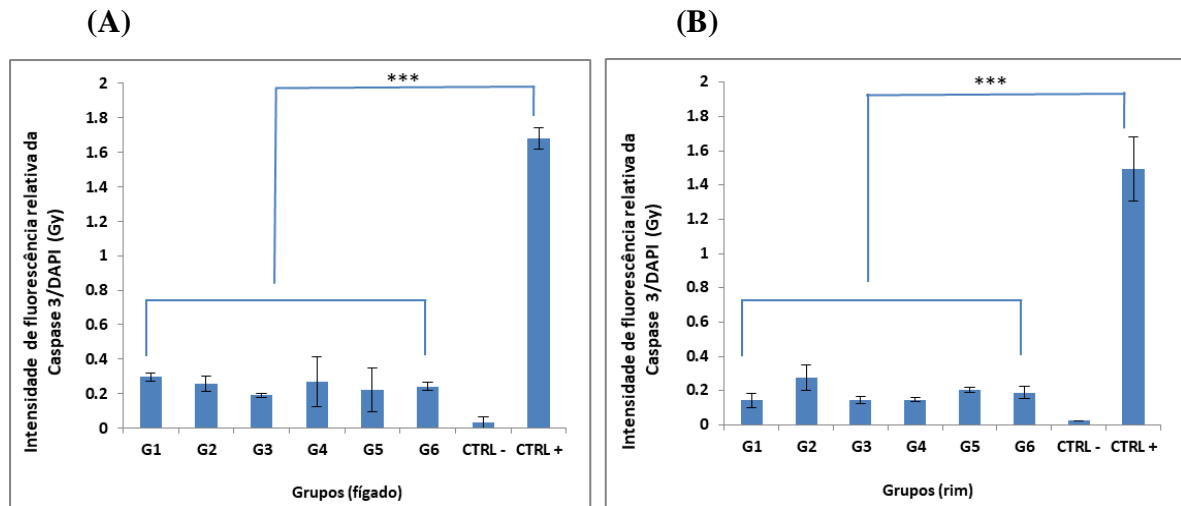 (A)
(B)
***
2
1.8
1.6
1.4
1.2
1
0.8
0.6
0.4
0.2
0
Intensidade de fluorescência relativa da
Caspase 3/DAPI (Gy)
G1 G2 G3 G4 G5 G6 CTRL - CTRL +
Grupos (fígado)
***
2
1.8
1.6
1.4
1.2
1
0.8
0.6
0.4
0.2
0
Intensidade de fluorescência relativa da
Caspase 3/DAPI (Gy)
G1 G2 G3 G4 G5 G6 CTRL - CTRL +
Grupos (rim)